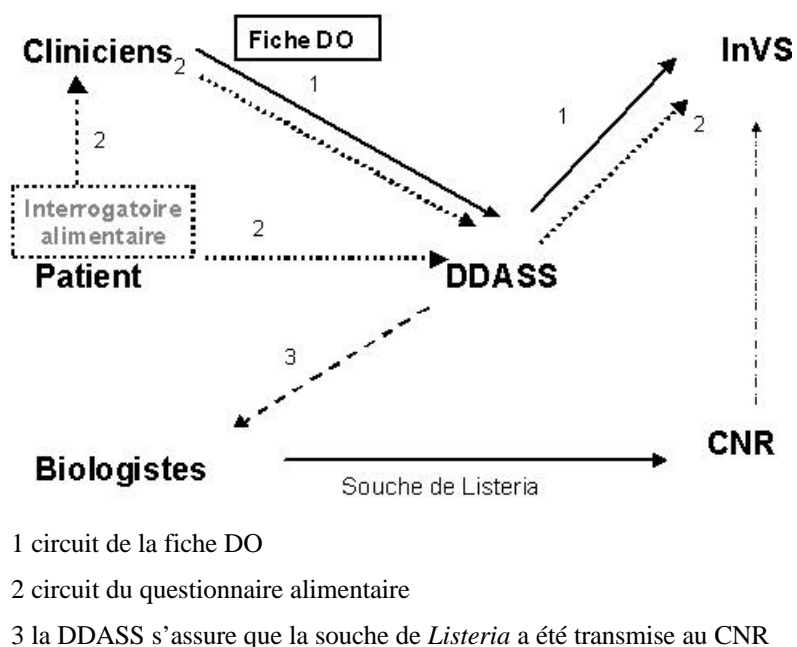 Fiche DO
Cliniciens
InVS
2
1
1
2
2
Interrogatoire
alimentaire
2
Patient
DDASS
3
Biologistes
CNR
Souche de Listeria
1 circuit de la fiche DO
2 circuit du questionnaire alimentaire
3 la DDASS s’assure que la souche de Listeria a été transmise au CNR